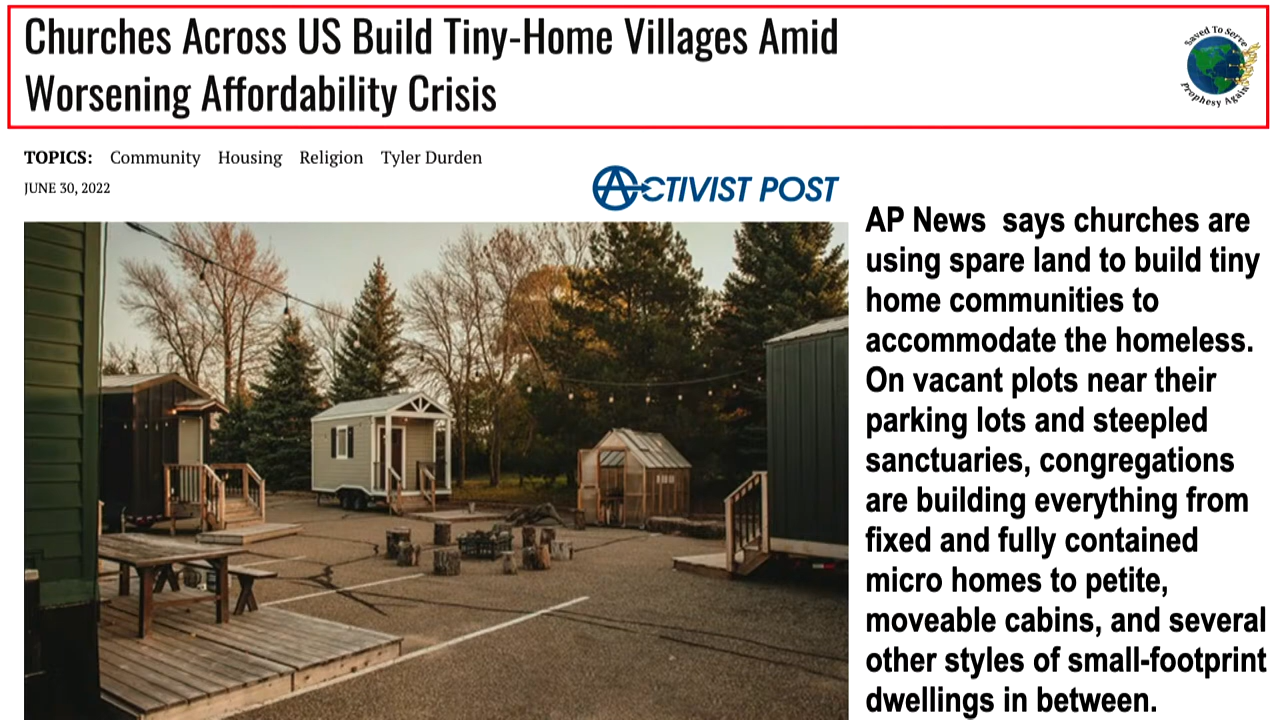 Churches Across US Build Tiny-Home Villages Amid
Worsening Affordability Crisis
Saved To Serve
Prophesy Again
TOPICS: Community Housing Religion Tyler Durden
JUNE 30, 2022
ACTIVIST POST
AP News says churches are
using spare land to build tiny
home communities to
accommodate the homeless.
On vacant plots near their
parking lots and steepled
sanctuaries, congregations
are building everything from
fixed and fully contained
micro homes to petite,
moveable cabins, and several
other styles of small-footprint
dwellings in between.